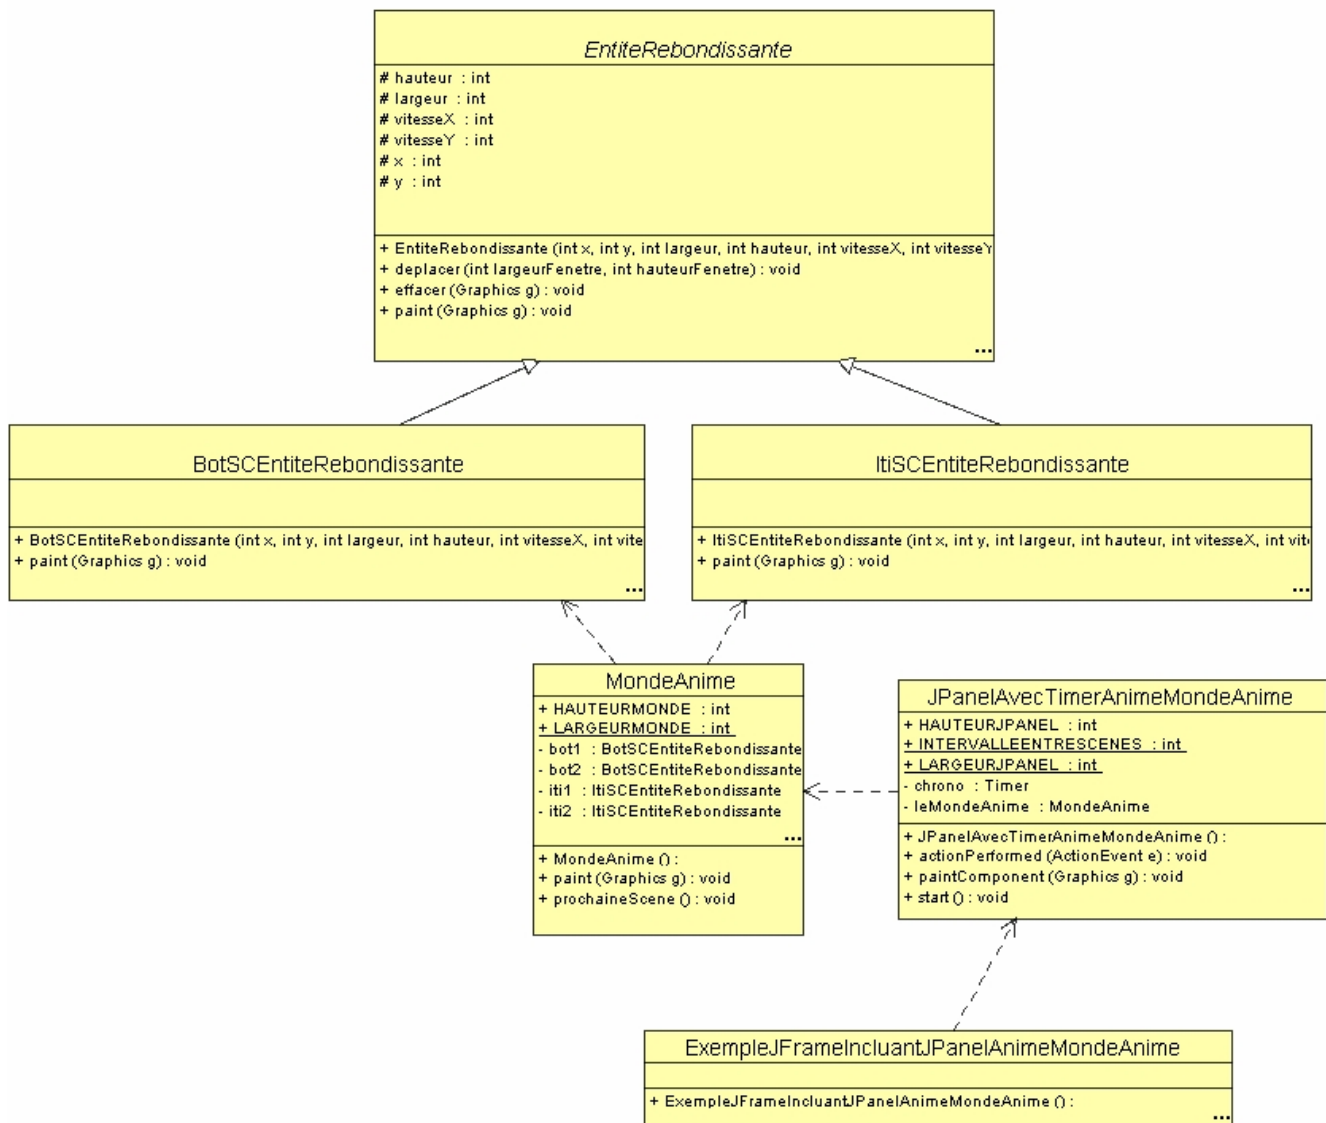 EntiteRebondissante
# hauteur : int
# largeur : int
# vitesseX : int
# vitesseY : int
# x : int
# y : int
+ EntiteRebondissante (int x, int y, int largeur, int hauteur, int vitesseX, int vitesseY
+ deplacer (int largeurFenetre, int hauteurFenetre) : void
+ effacer (Graphics g) : void
+ paint (Graphics g) : void
...
BotSCEntiteRebondissante
+ BotSCEntiteRebondissante (int x, int y, int largeur, int hauteur, int vitesseX, int vite
+ paint (Graphics g) : void
...
ItiSCEntiteRebondissante
+ ItiSCEntiteRebondissante (int x, int y, int largeur, int hauteur, int vitesseX, int vit
+ paint (Graphics g) : void
...
MondeAnime
+ HAUTEURMONDE : int
+ LARGEURMONDE : int
- bot1 : BotSCEntiteRebondissante
- bot2 : BotSCEntiteRebondissante
- iti1 : ItiSCEntiteRebondissante
- iti2 : ItiSCEntiteRebondissante
...
+ MondeAnime () :
+ paint (Graphics g) : void
+ prochaineScene () : void
JPanelAvecTimerAnimeMondeAnime
+ HAUTEURJPANEL : int
+ INTERVALLEENTRESCENES : int
+ LARGEURJPANEL : int
- chrono : Timer
- leMondeAnime : MondeAnime
+ JPanelAvecTimerAnimeMondeAnime () :
+ actionPerformed (ActionEvent e) : void
+ paintComponent (Graphics g) : void
+ start () : void
ExempleJFrameIncluantJPanelAnimeMondeAnime
+ ExempleJFrameIncluantJPanelAnimeMondeAnime () :
...